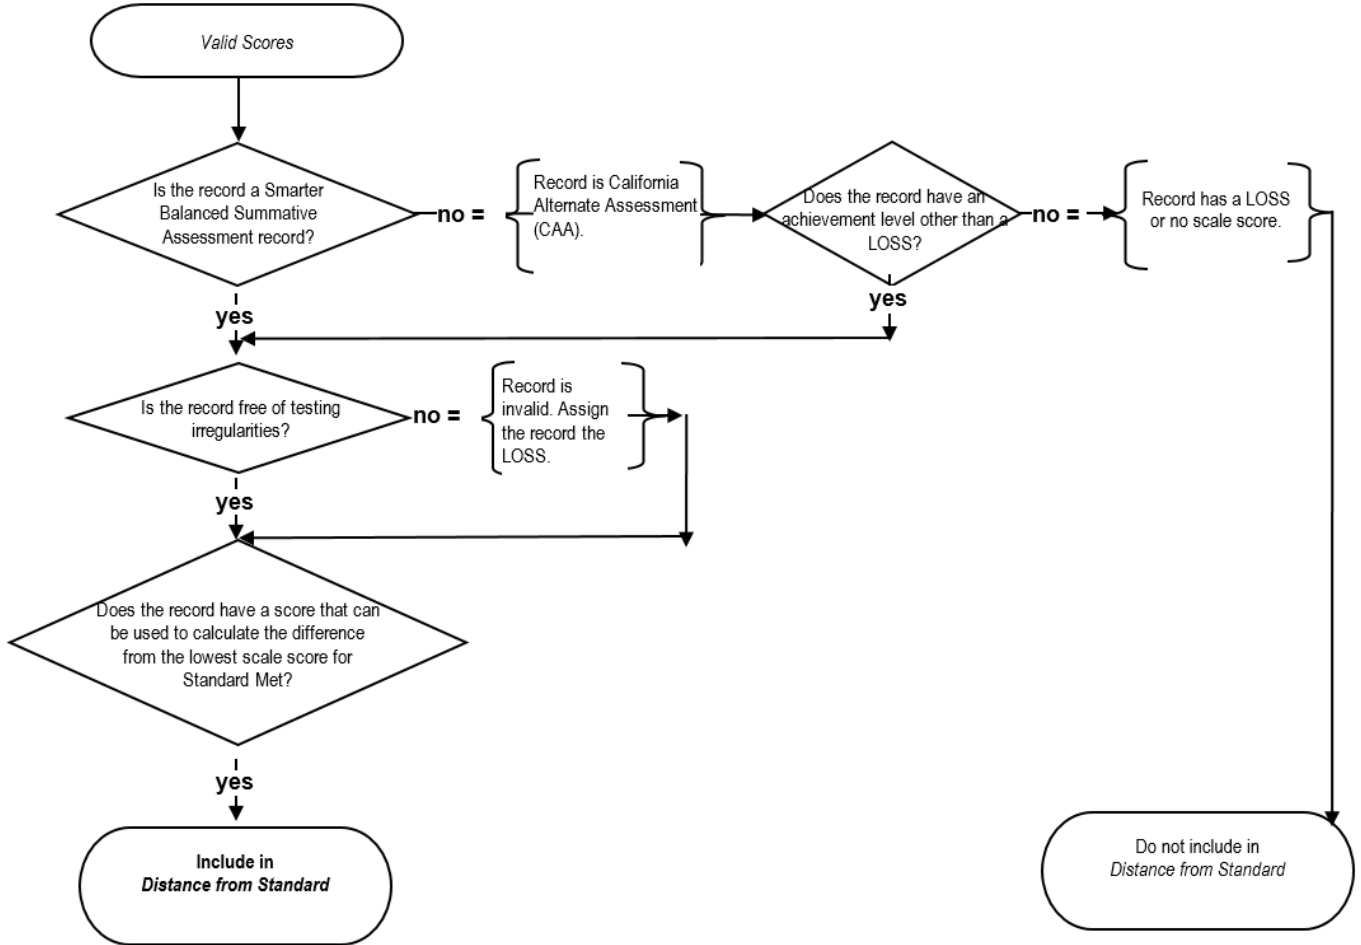 Valid Scores
Is the record a Smarter
Balanced Summative
Assessment record?
no =
Record is California
Alternate Assessment
(CAA).
Does the record have an
achievement level other than a
LOSS?
no =
Record has a LOSS
or no scale score.
yes
yes
Is the record free of testing
irregularities?
no =
Record is
invalid. Assign
the record the
LOSS.
yes
Does the record have a score that can
be used to calculate the difference
from the lowest scale score for
Standard Met?
yes
Include in
Distance from Standard
Do not include in
Distance from Standard